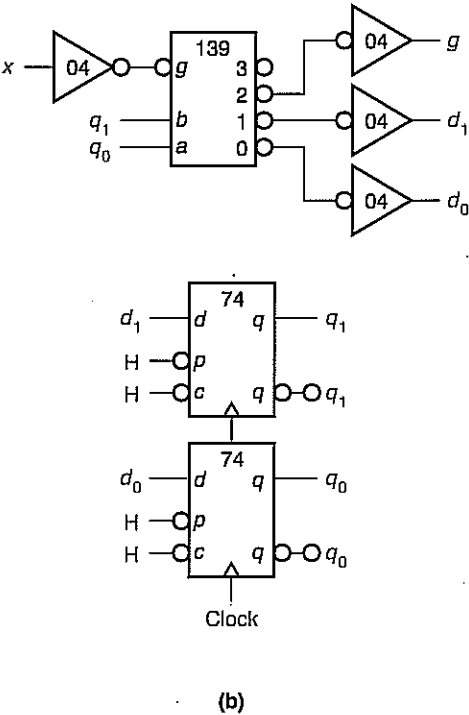 x 04 g 139 3 04 g
2
q₁ b 1 04 d₁
q₀ a 0
04 d₀
74
d₁ d q q₁
H p
H c q q₁
74
d₀ d q q₀
H p
H c q q₀
Clock
(b)